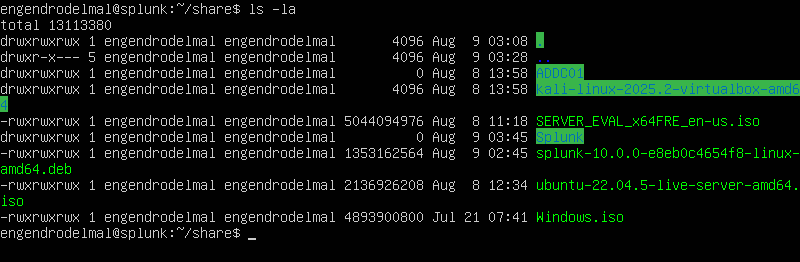 engendrodelmal@splunk:~/share$ ls -la
total 13113380
drwxrwxrwx 1 engendrodelmal engendrodelmal       4096 Aug  9 03:08 .
drwxr-x--- 5 engendrodelmal engendrodelmal       4096 Aug  9 03:28 ..
drwxrwxrwx 1 engendrodelmal engendrodelmal          0 Aug  8 13:58 ADDC01
drwxrwxrwx 1 engendrodelmal engendrodelmal       4096 Aug  8 13:58 kali-linux-2025.2-virtualbox-amd6
4
-rwxrwxrwx 1 engendrodelmal engendrodelmal 5044094976 Aug  8 11:18 SERVER_EVAL_x64FRE_en-us.iso
drwxrwxrwx 1 engendrodelmal engendrodelmal          0 Aug  9 03:45 Splunk
-rwxrwxrwx 1 engendrodelmal engendrodelmal 1353162564 Aug  9 02:45 splunk-10.0.0-e8eb0c4654f8-linux-
amd64.deb
-rwxrwxrwx 1 engendrodelmal engendrodelmal 2136926208 Aug  8 12:34 ubuntu-22.04.5-live-server-amd64.
iso
-rwxrwxrwx 1 engendrodelmal engendrodelmal 4893900800 Jul 21 07:41 Windows.iso
engendrodelmal@splunk:~/share$ _